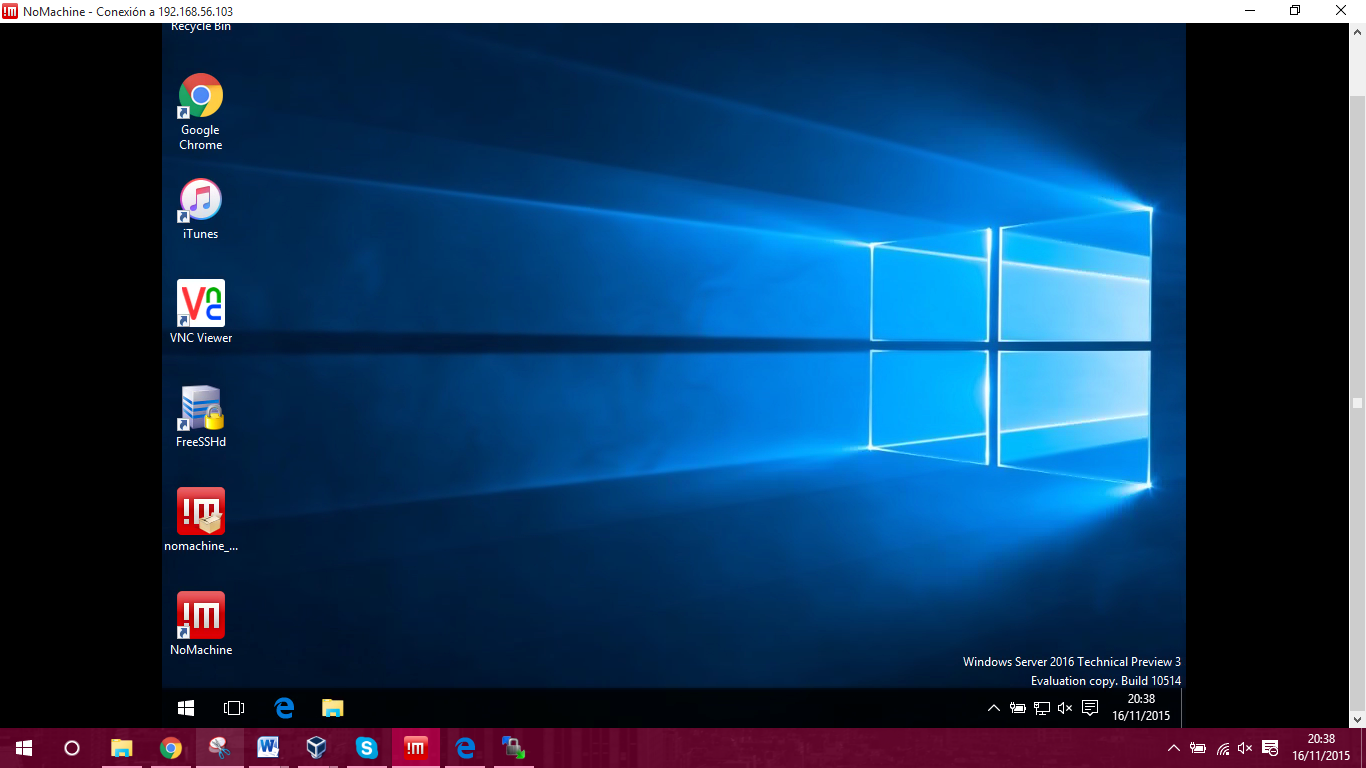 NoMachine - Conexión a 192.168.56.103
Recycle Bin
Google
Chrome
iTunes
VNC
VNC Viewer
FreeSSHd
!m
nomachine_...
!m
NoMachine
Windows Server 2016 Technical Preview 3
Evaluation copy. Build 10514
20:38
16/11/2015
20:38
16/11/2015